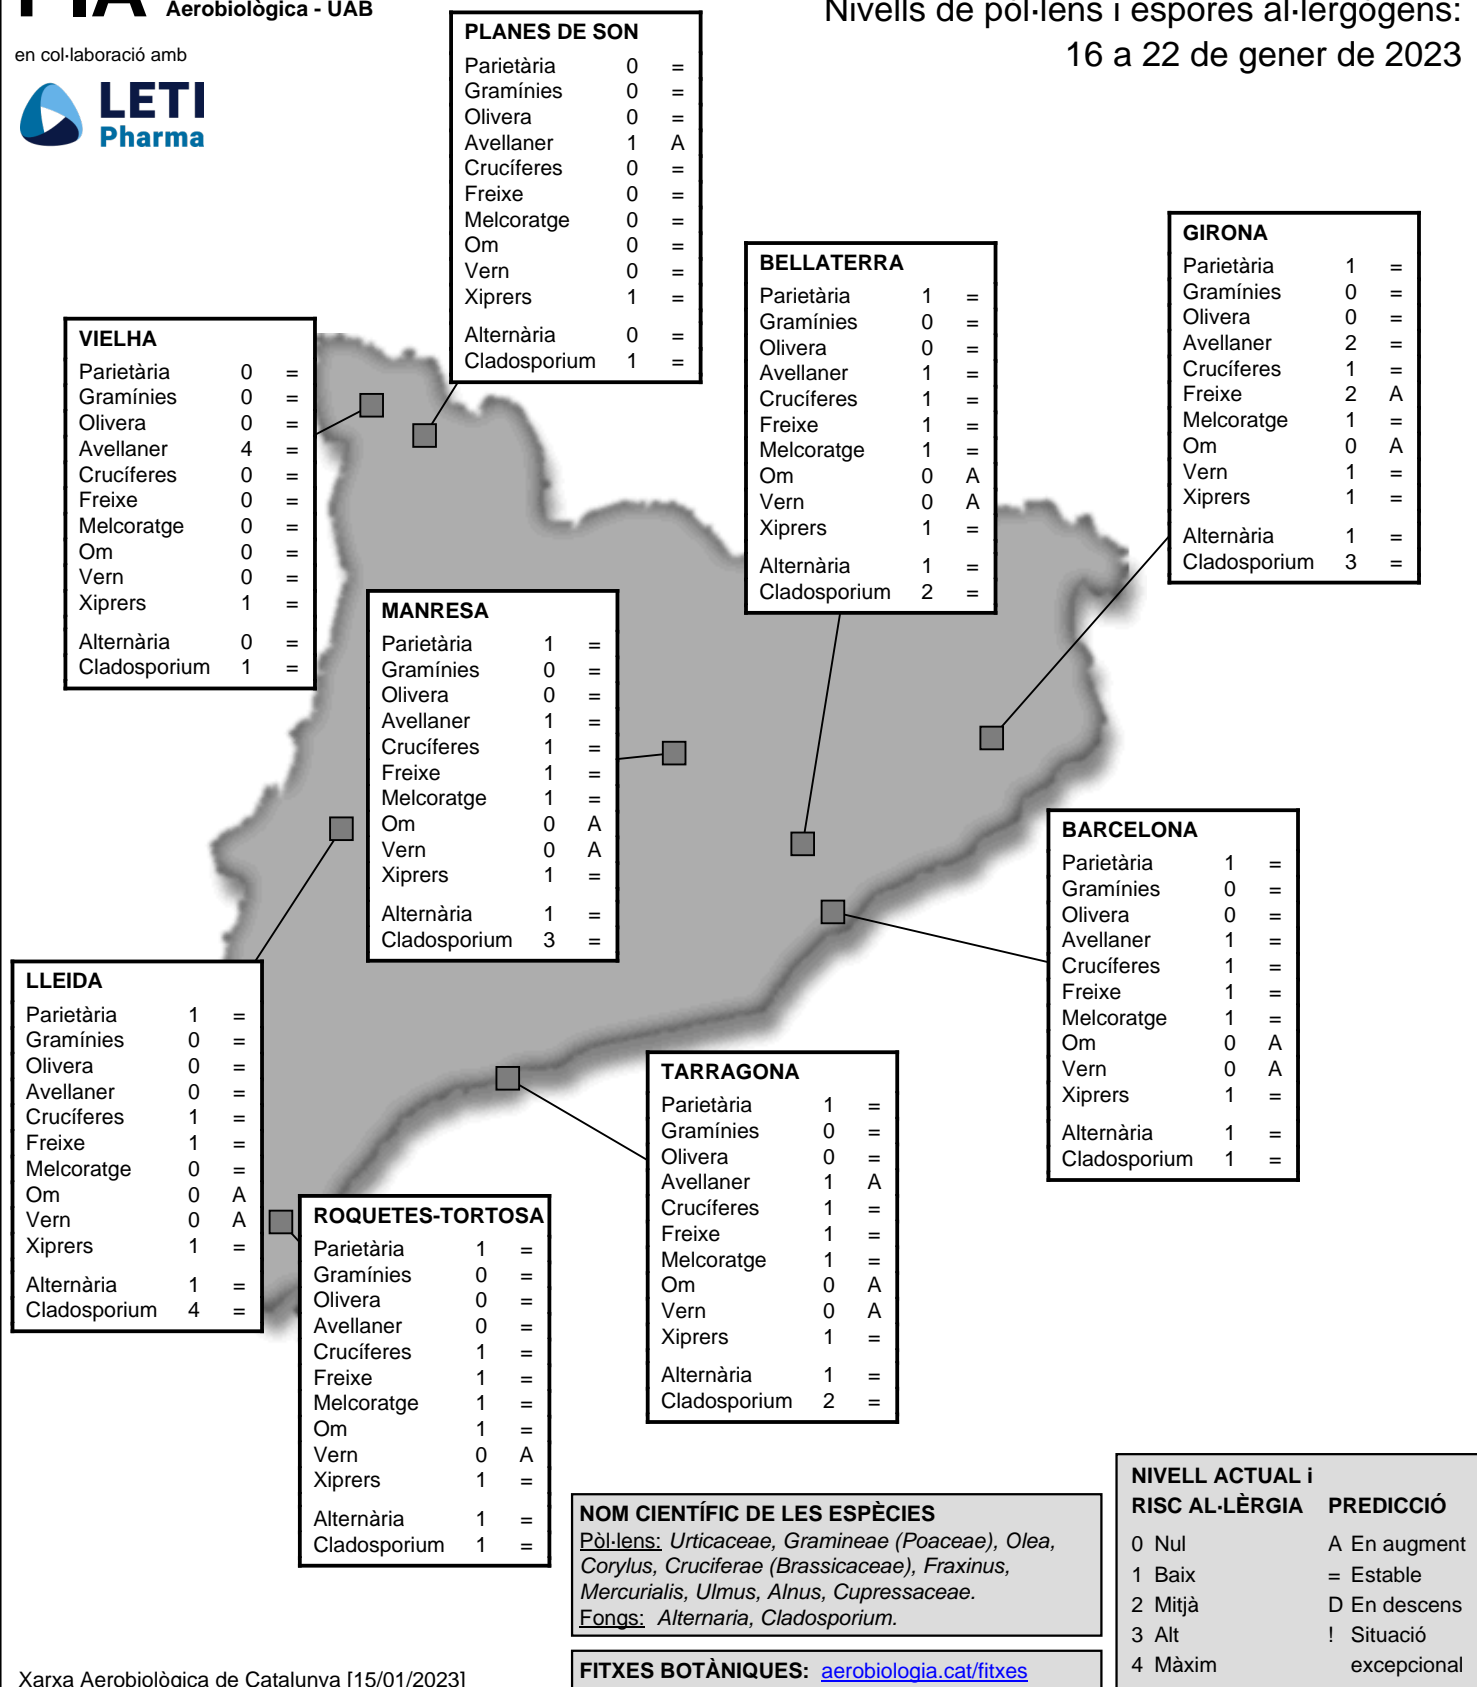 Aerobiològica - UAB
en col·laboració amb
LETI
Pharma
Nivells de pòl·lens i espores al·lergògens:
16 a 22 de gener de 2023
PLANES DE SON
Parietària 0 =
Gramínies 0 =
Olivera 0 =
Avellaner 1 A
Crucíferes 0 =
Freixe 0 =
Melcoratge 0 =
Om 0 =
Vern 0 =
Xiprers 1 =
Alternària 0 =
Cladosporium 1 =
GIRONA
Parietària 1 =
Gramínies 0 =
Olivera 0 =
Avellaner 2 =
Crucíferes 1 =
Freixe 2 A
Melcoratge 1 =
Om 0 A
Vern 1 =
Xiprers 1 =
Alternària 1 =
Cladosporium 3 =
BELLATERRA
Parietària 1 =
Gramínies 0 =
Olivera 0 =
Avellaner 1 =
Crucíferes 1 =
Freixe 1 =
Melcoratge 1 =
Om 0 A
Vern 0 A
Xiprers 1 =
Alternària 1 =
Cladosporium 2 =
VIELHA
Parietària 0 =
Gramínies 0 =
Olivera 0 =
Avellaner 4 =
Crucíferes 0 =
Freixe 0 =
Melcoratge 0 =
Om 0 =
Vern 0 =
Xiprers 1 =
Alternària 0 =
Cladosporium 1 =
MANRESA
Parietària 1 =
Gramínies 0 =
Olivera 0 =
Avellaner 1 =
Crucíferes 1 =
Freixe 1 =
Melcoratge 1 =
Om 0 A
Vern 0 A
Xiprers 1 =
Alternària 1 =
Cladosporium 3 =
BARCELONA
Parietària 1 =
Gramínies 0 =
Olivera 0 =
Avellaner 1 =
Crucíferes 1 =
Freixe 1 =
Melcoratge 1 =
Om 0 A
Vern 0 A
Xiprers 1 =
Alternària 1 =
Cladosporium 1 =
LLEIDA
Parietària 1 =
Gramínies 0 =
Olivera 0 =
Avellaner 0 =
Crucíferes 1 =
Freixe 1 =
Melcoratge 0 =
Om 0 A
Vern 0 A
Xiprers 1 =
Alternària 1 =
Cladosporium 4 =
TARRAGONA
Parietària 1 =
Gramínies 0 =
Olivera 0 =
Avellaner 1 A
Crucíferes 1 =
Freixe 1 =
Melcoratge 1 =
Om 0 A
Vern 0 A
Xiprers 1 =
Alternària 1 =
Cladosporium 2 =
ROQUETES-TORTOSA
Parietària 1 =
Gramínies 0 =
Olivera 0 =
Avellaner 0 =
Crucíferes 1 =
Freixe 1 =
Melcoratge 1 =
Om 1 =
Vern 0 A
Xiprers 1 =
Alternària 1 =
Cladosporium 1 =
NOM CIENTÍFIC DE LES ESPÈCIES
Pòl·lens: Urticaceae, Gramineae (Poaceae), Olea,
Corylus, Cruciferae (Brassicaceae), Fraxinus,
Mercurialis, Ulmus, Alnus, Cupressaceae.
Fongs: Alternaria, Cladosporium.
FITXES BOTÀNIQUES: aerobiologia.cat/fitxes
NIVELL ACTUAL i
RISC AL·LÈRGIA PREDICCIÓ
0 Nul A En augment
1 Baix = Estable
2 Mitjà D En descens
3 Alt ! Situació
4 Màxim excepcional
Xarxa Aerobiològica de Catalunya [15/01/2023]